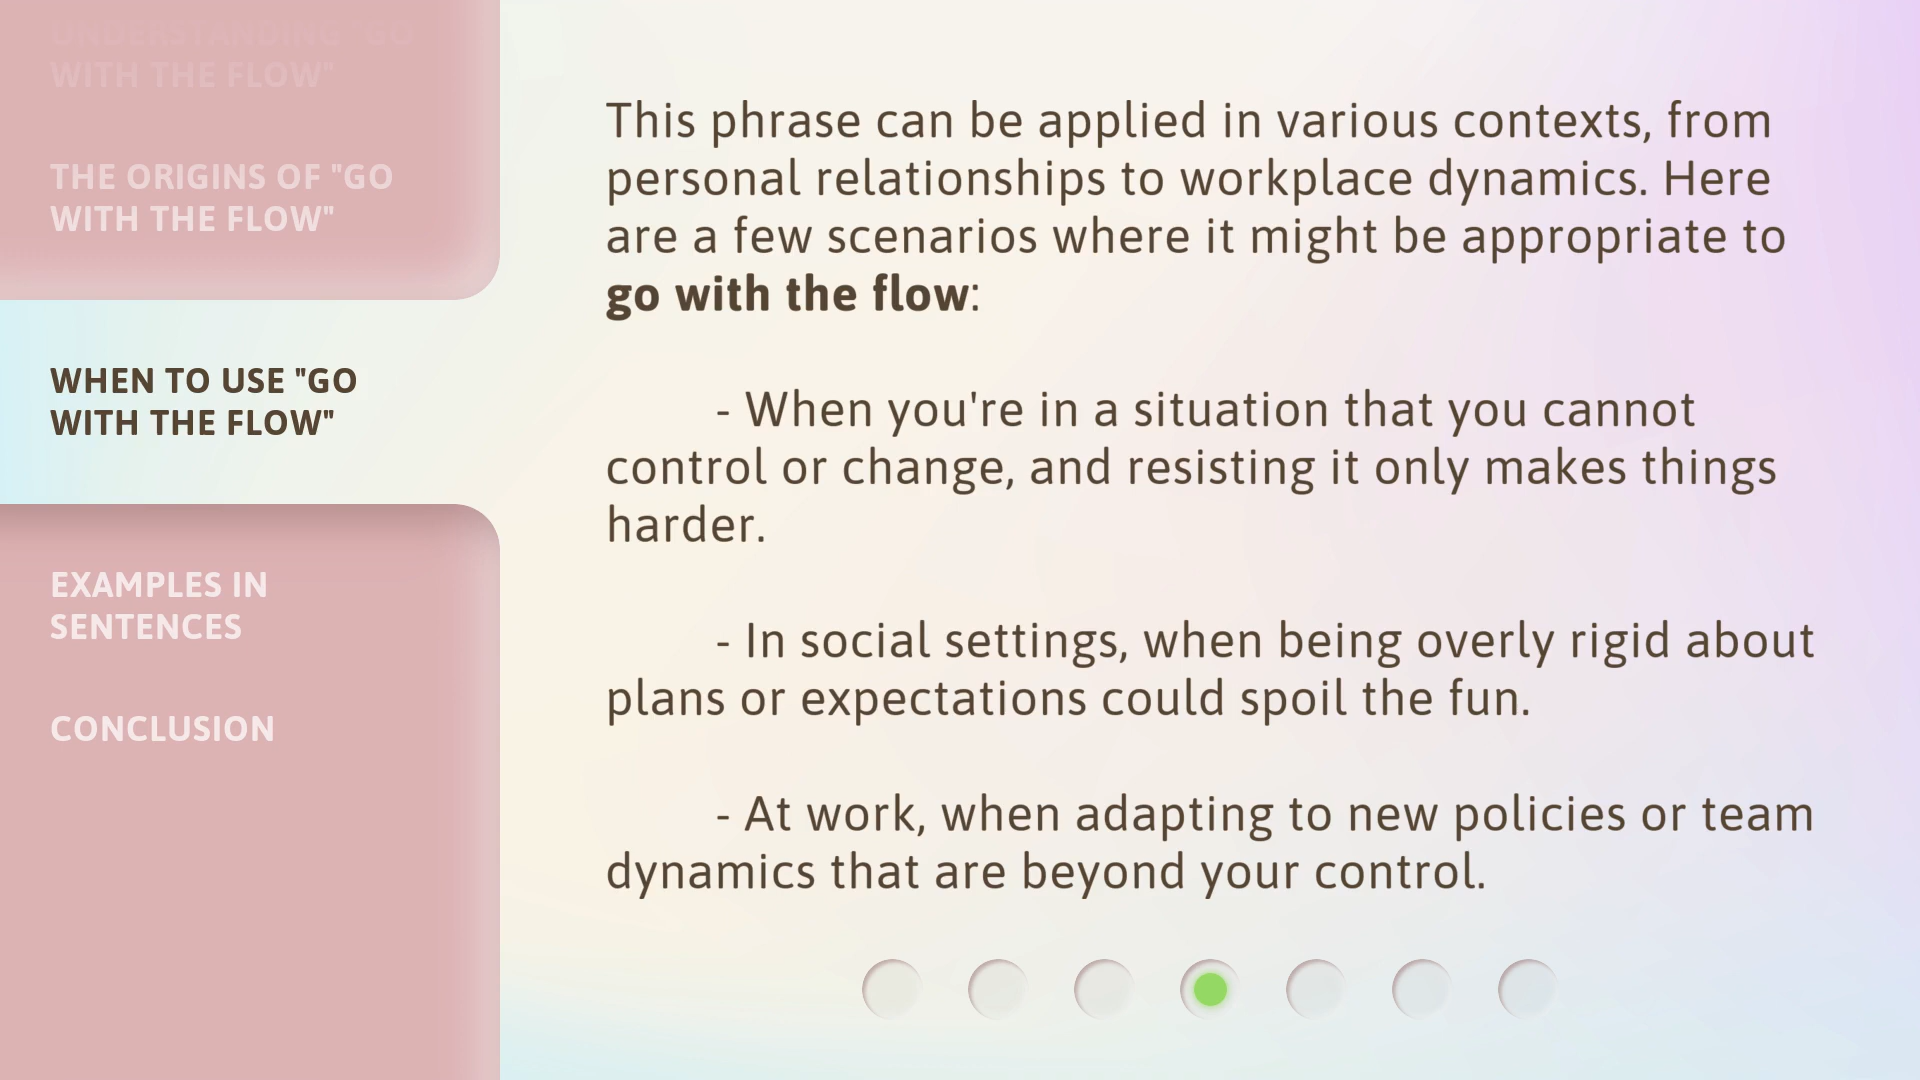 UNDERSTANDING "GO
WITH THE FLOW"
THE ORIGINS OF "GO
WITH THE FLOW"
WHEN TO USE "GO
WITH THE FLOW"
EXAMPLES IN
SENTENCES
CONCLUSION
This phrase can be applied in various contexts, from
personal relationships to workplace dynamics. Here
are a few scenarios where it might be appropriate to
go with the flow:
- When you're in a situation that you cannot
control or change, and resisting it only makes things
harder.
- In social settings, when being overly rigid about
plans or expectations could spoil the fun.
- At work, when adapting to new policies or team
dynamics that are beyond your control.